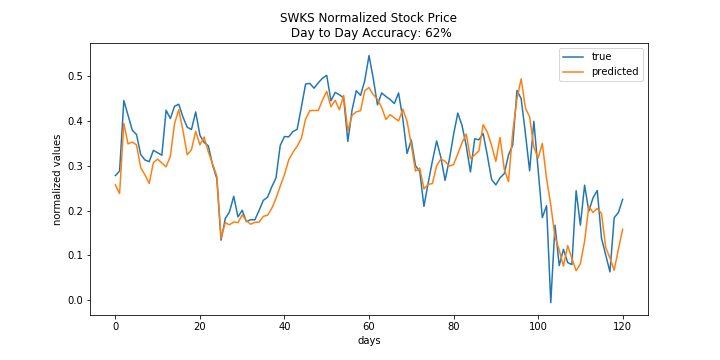 SWKS Normalized Stock Price
Day to Day Accuracy: 62%
true
predicted
normalized values
0.5
0.4
0.3
0.2
0.1
0.0
0
20
40
60
80
100
120
days